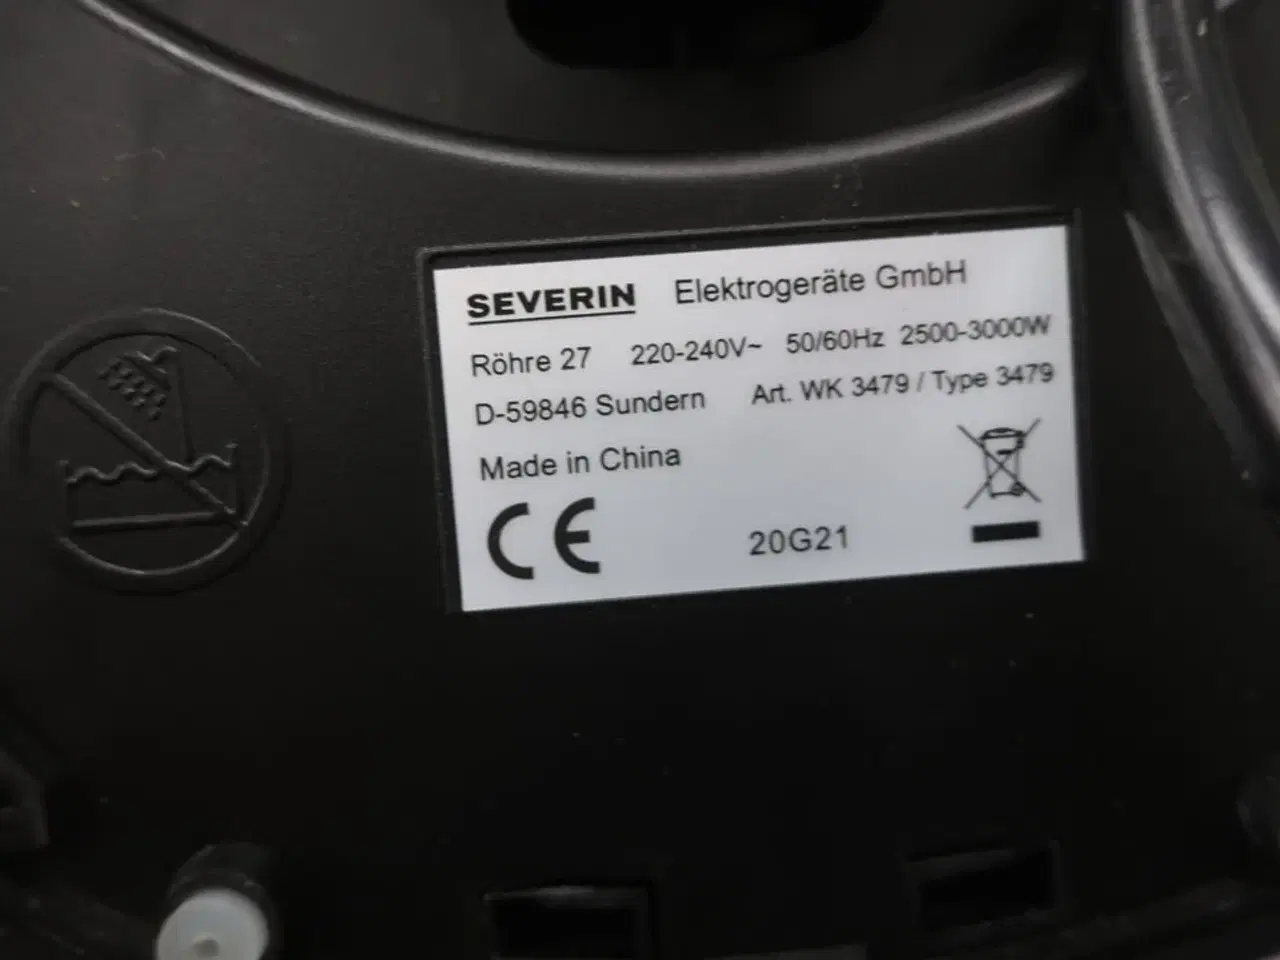 SEVERIN Elektrogeräte GmbH
Röhre 27 220-240V~ 50/60Hz 2500-3000W
D-59846 Sundern Art. WK 3479 / Type 3479
Made in China
CE 20G21